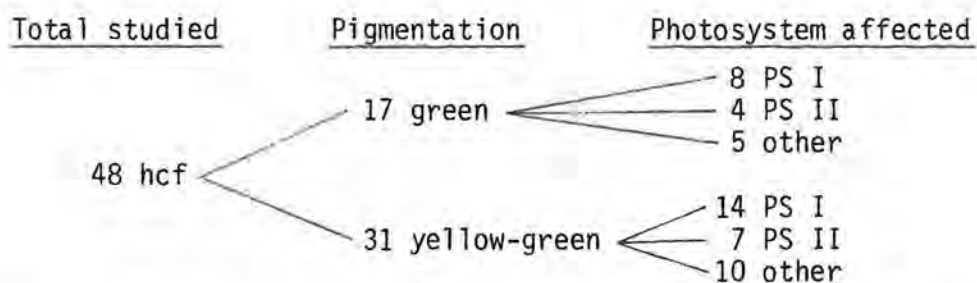 Total studied Pigmentation Photosystem affected
8 PS I
17 green 4 PS II
5 other
48 hcf
14 PS I
31 yellow-green 7 PS II
10 other